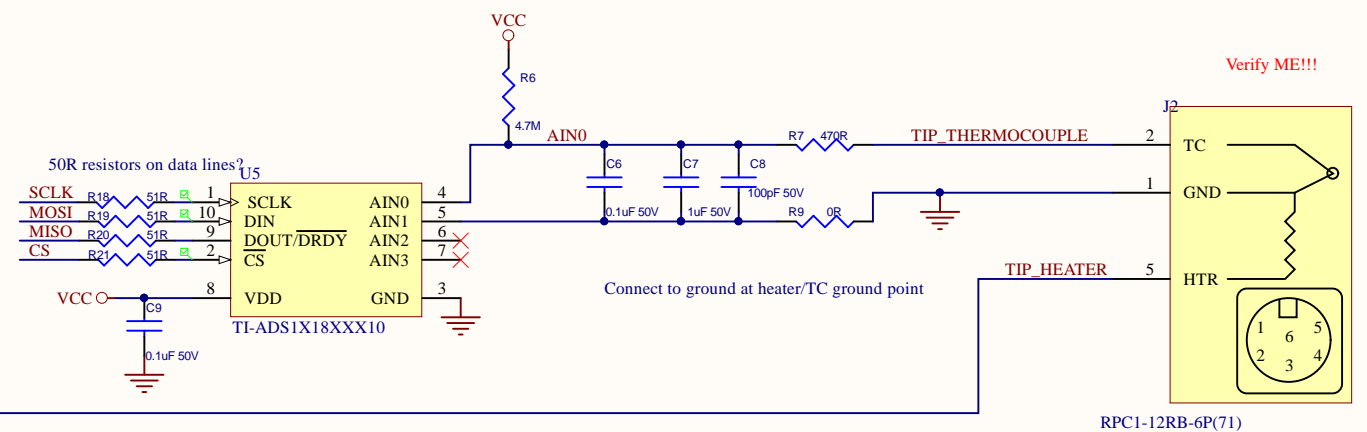 VCC
R6
4.7M
Verify ME!!!
J2
AIN0
R7 470R
TIP_THERMOCOUPLE
2
TC
50R resistors on data lines?
U5
C6
C7
C8
SCLK
R18 51R
1
SCLK
AIN0
4
0.1uF 50V
1uF 50V
100pF 50V
1
GND
MOSI
R19 51R
10
DIN
AIN1
5
R9 0R
MISO
R20 51R
9
DOUT/DRDY
AIN2
6
CS
R21 51R
2
CS
AIN3
7
TIP_HEATER
5
HTR
VCC
8
VDD
GND
3
Connect to ground at heater/TC ground point
C9
TI-ADS1X18XXX10
0.1uF 50V
1 6 5
2 3 4
RPC1-12RB-6P(71)